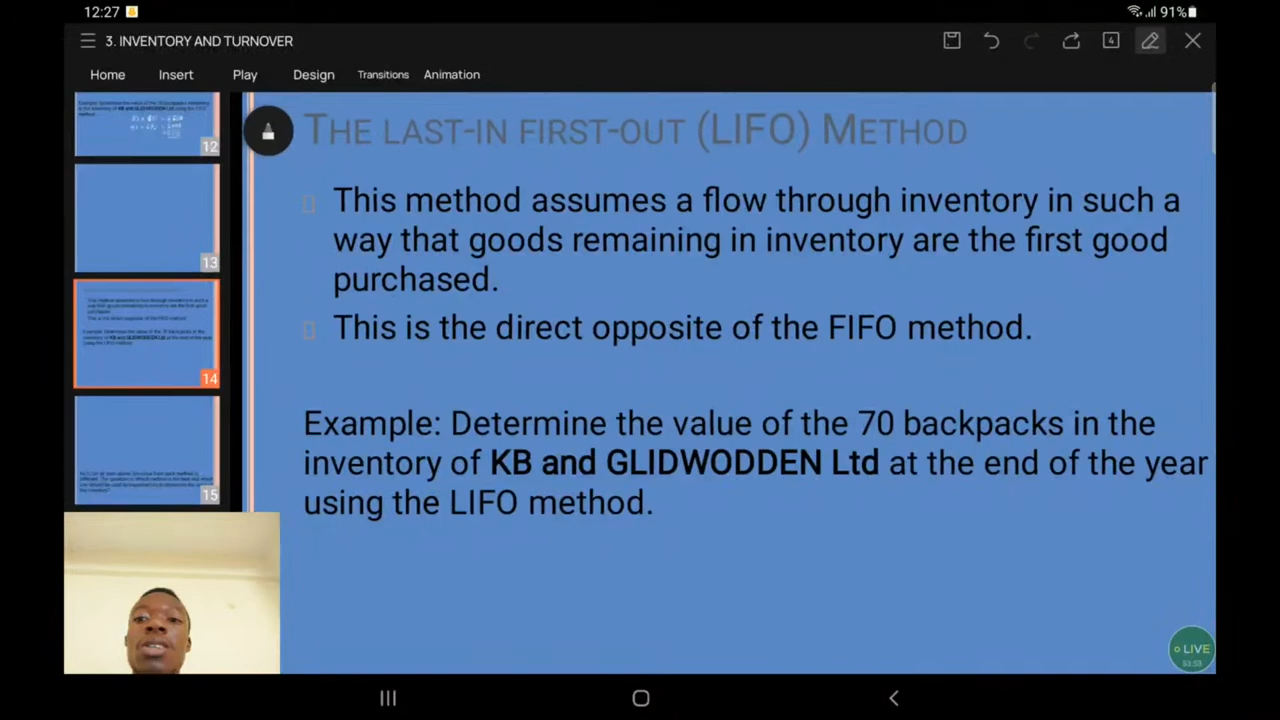 12:27
91%
3. INVENTORY AND TURNOVER
4
Home Insert Play Design Transitions Animation
12
13
14
15
THE LAST-IN FIRST-OUT (LIFO) METHOD
This method assumes a flow through inventory in such a
way that goods remaining in inventory are the first good
purchased.
This is the direct opposite of the FIFO method.
Example: Determine the value of the 70 backpacks in the
inventory of KB and GLIDWODDEN Ltd at the end of the year
using the LIFO method.
LIVE
53:53